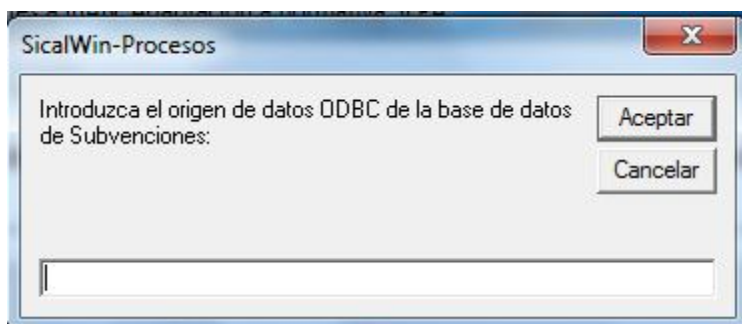 SicalWin-Procesos
Introduzca el origen de datos ODBC de la base de datos
de Subvenciones:
Aceptar
Cancelar